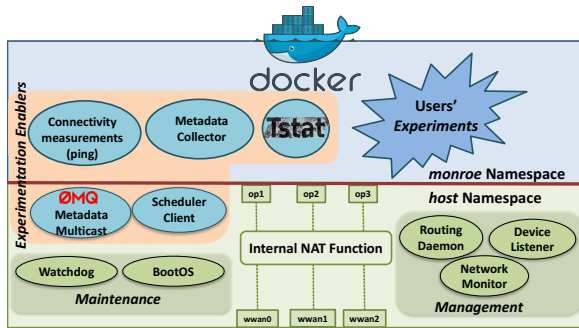 docker
Experimentation Enablers
Connectivity
measurements
(ping)
Metadata
Collector
Tstat
Users'
Experiments
monroe Namespace
host Namespace
ØMQ
Metadata
Multicast
Scheduler
Client
op1
op2
op3
Internal NAT Function
Routing
Daemon
Device
Listener
Network
Monitor
Management
Watchdog
BootOS
Maintenance
wwan0
wwan1
wwan2